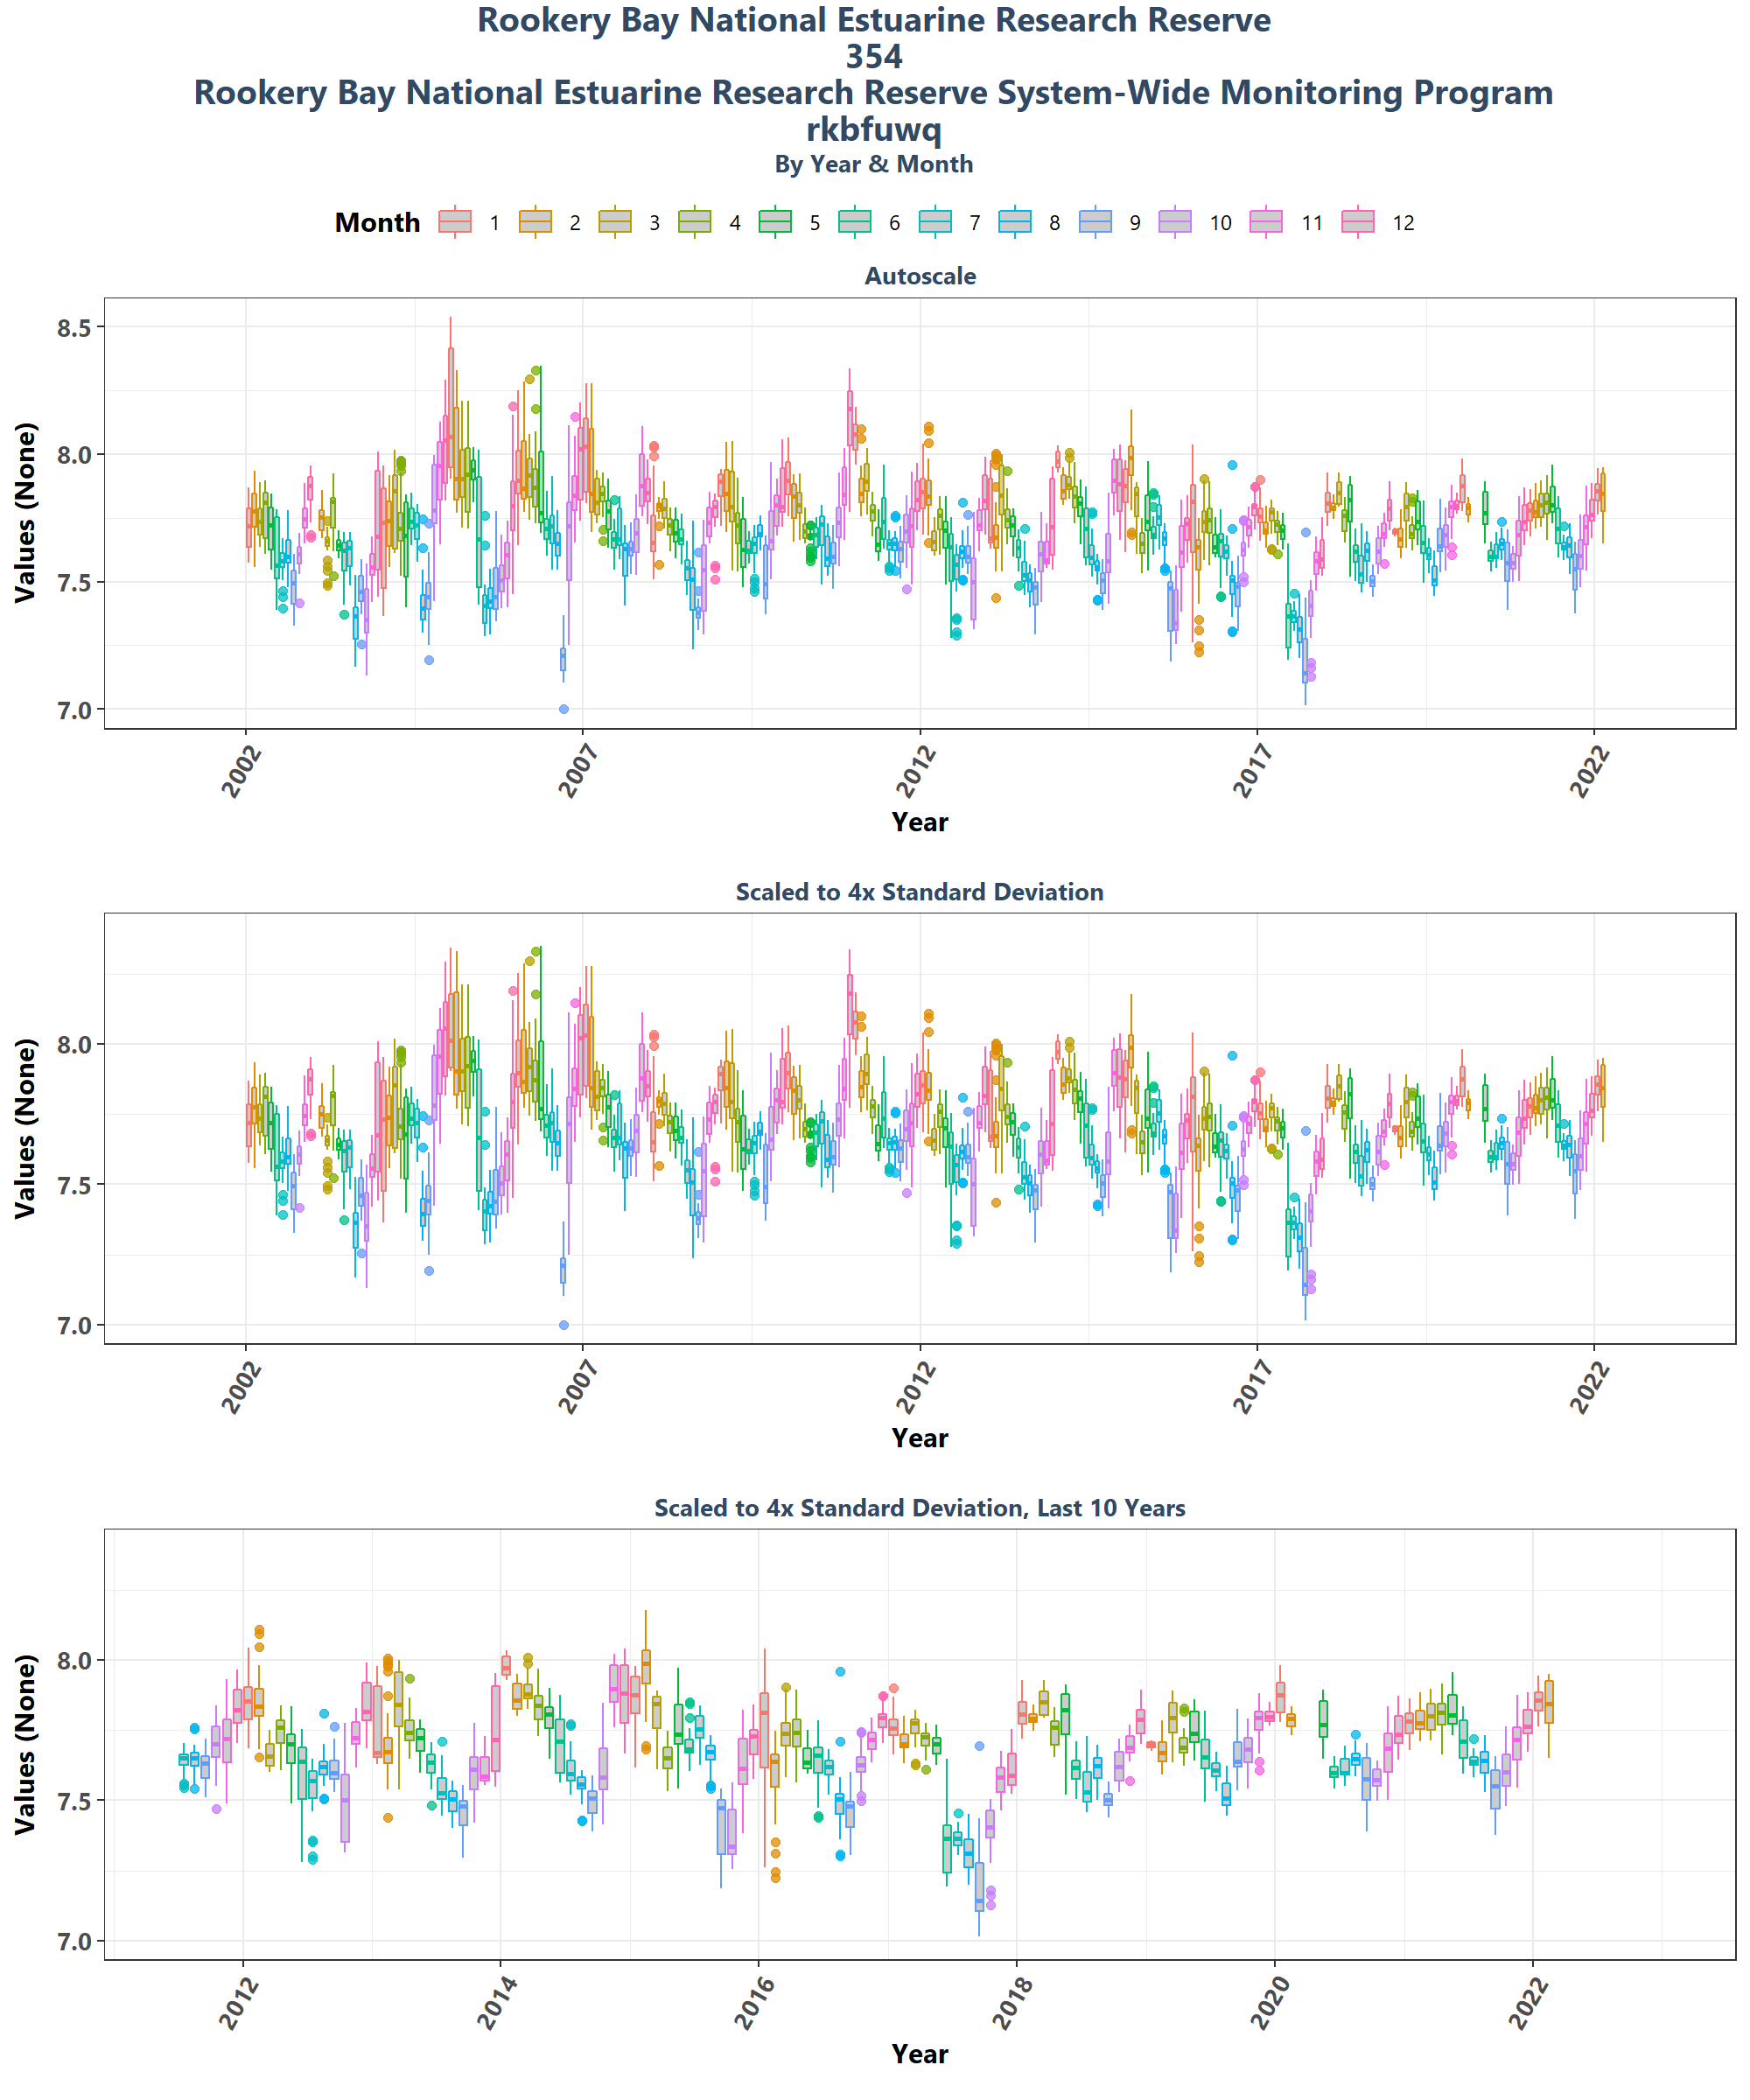 Rookery Bay National Estuarine Research Reserve
354
Rookery Bay National Estuarine Research Reserve System-Wide Monitoring Program
rkbfuwq
By Year & Month
Month 1 2 3 4 5 6 7 8 9 10 11 12
Autoscale
Values (None)
8.5
8.0
7.5
7.0
2002 2007 2012 2017 2022
Year
Scaled to 4x Standard Deviation
Values (None)
8.0
7.5
7.0
2002 2007 2012 2017 2022
Year
Scaled to 4x Standard Deviation, Last 10 Years
Values (None)
8.0
7.5
7.0
2012 2014 2016 2018 2020 2022
Year